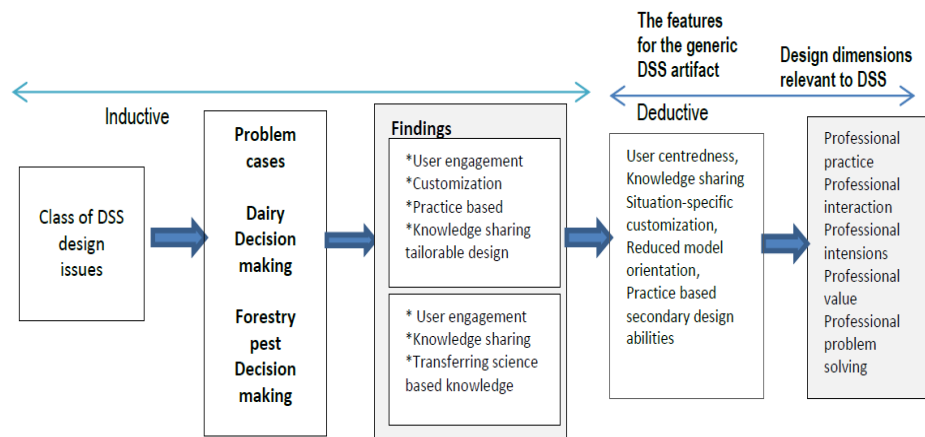 The features
for the generic
DSS artifact
Design dimensions
relevant to DSS
Inductive
Deductive
Class of DSS
design
issues
Problem
cases
Dairy
Decision
making
Forestry
pest
Decision
making
Findings
*User engagement
*Customization
*Practice based
*Knowledge sharing
tailorable design
* User engagement
*Knowledge sharing
*Transferring science
based knowledge
User centredness,
Knowledge sharing
Situation-specific
customization,
Reduced model
orientation,
Practice based
secondary design
abilities
Professional
practice
Professional
interaction
Professional
intensions
Professional
value
Professional
problem
solving